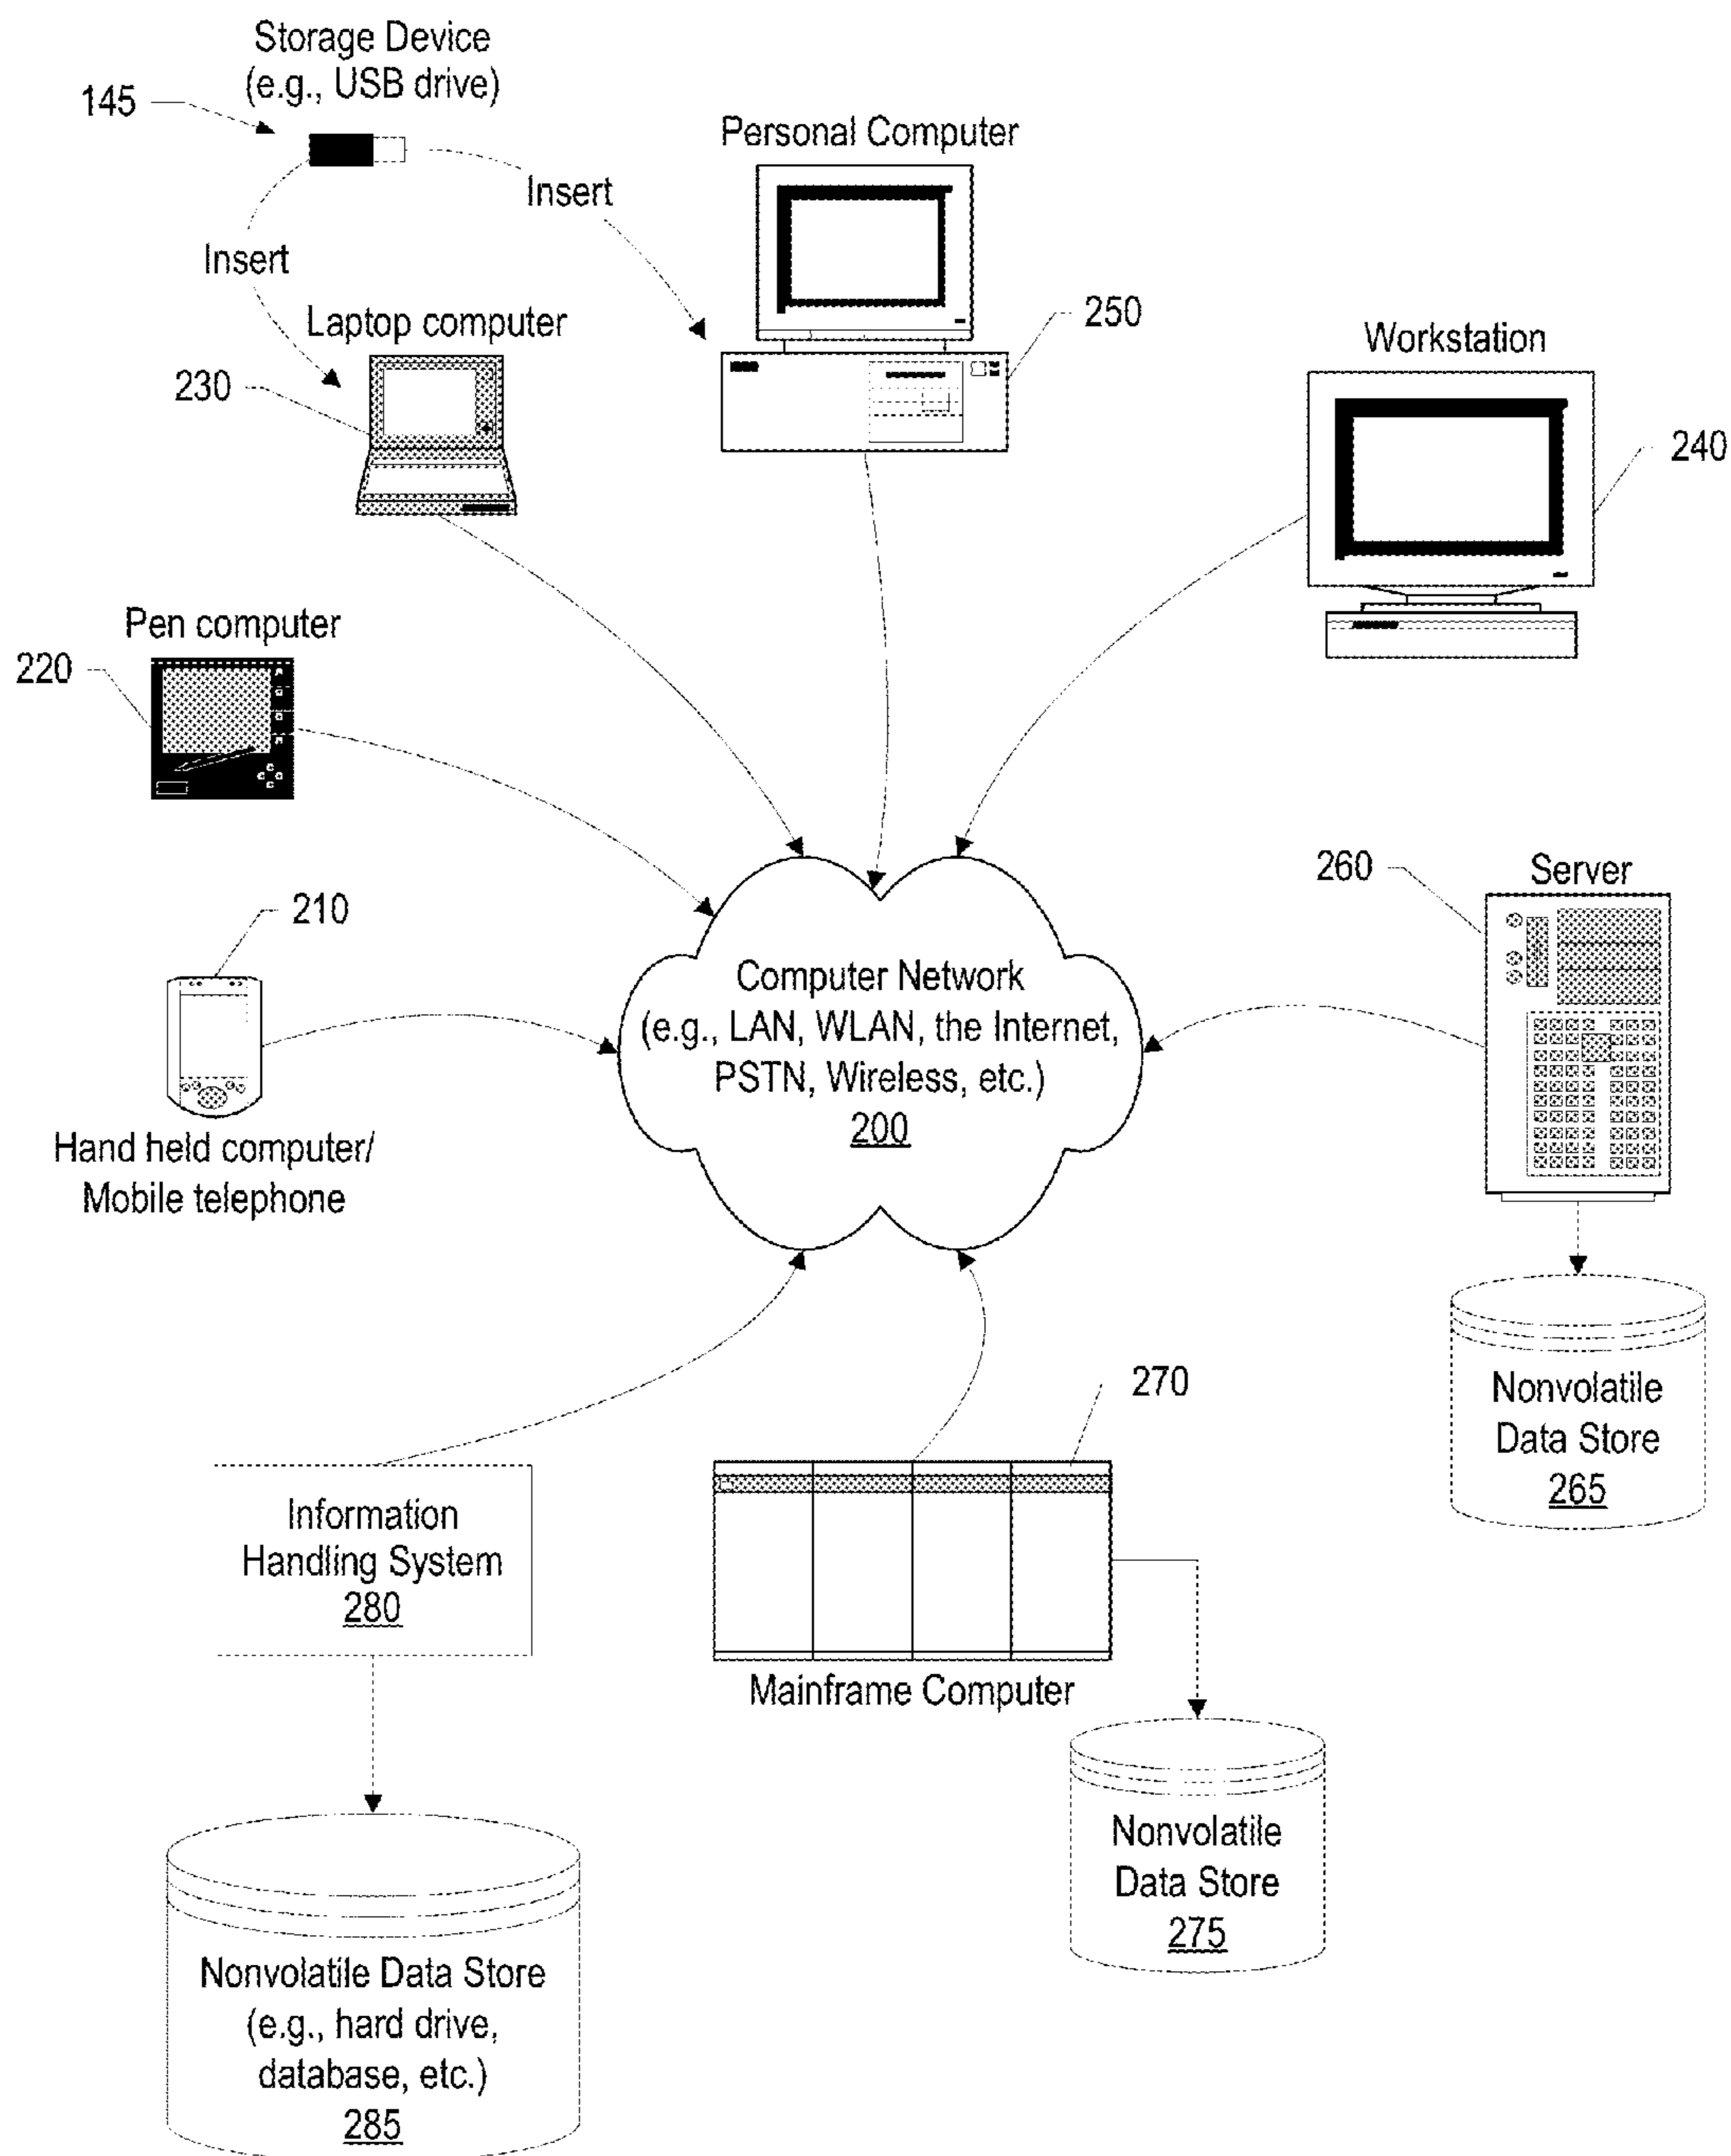 Storage Device
(e.g., USB drive)
145
Personal Computer
Insert
Insert
Laptop computer
230
250
Workstation
240
Pen computer
220
210
Hand held computer/
Mobile telephone
Computer Network
(e.g., LAN, WLAN, the Internet,
PSTN, Wireless, etc.)
200
260
Server
Nonvolatile
Data Store
265
270
Information
Handling System
280
Mainframe Computer
Nonvolatile
Data Store
275
Nonvolatile Data Store
(e.g., hard drive,
database, etc.)
285